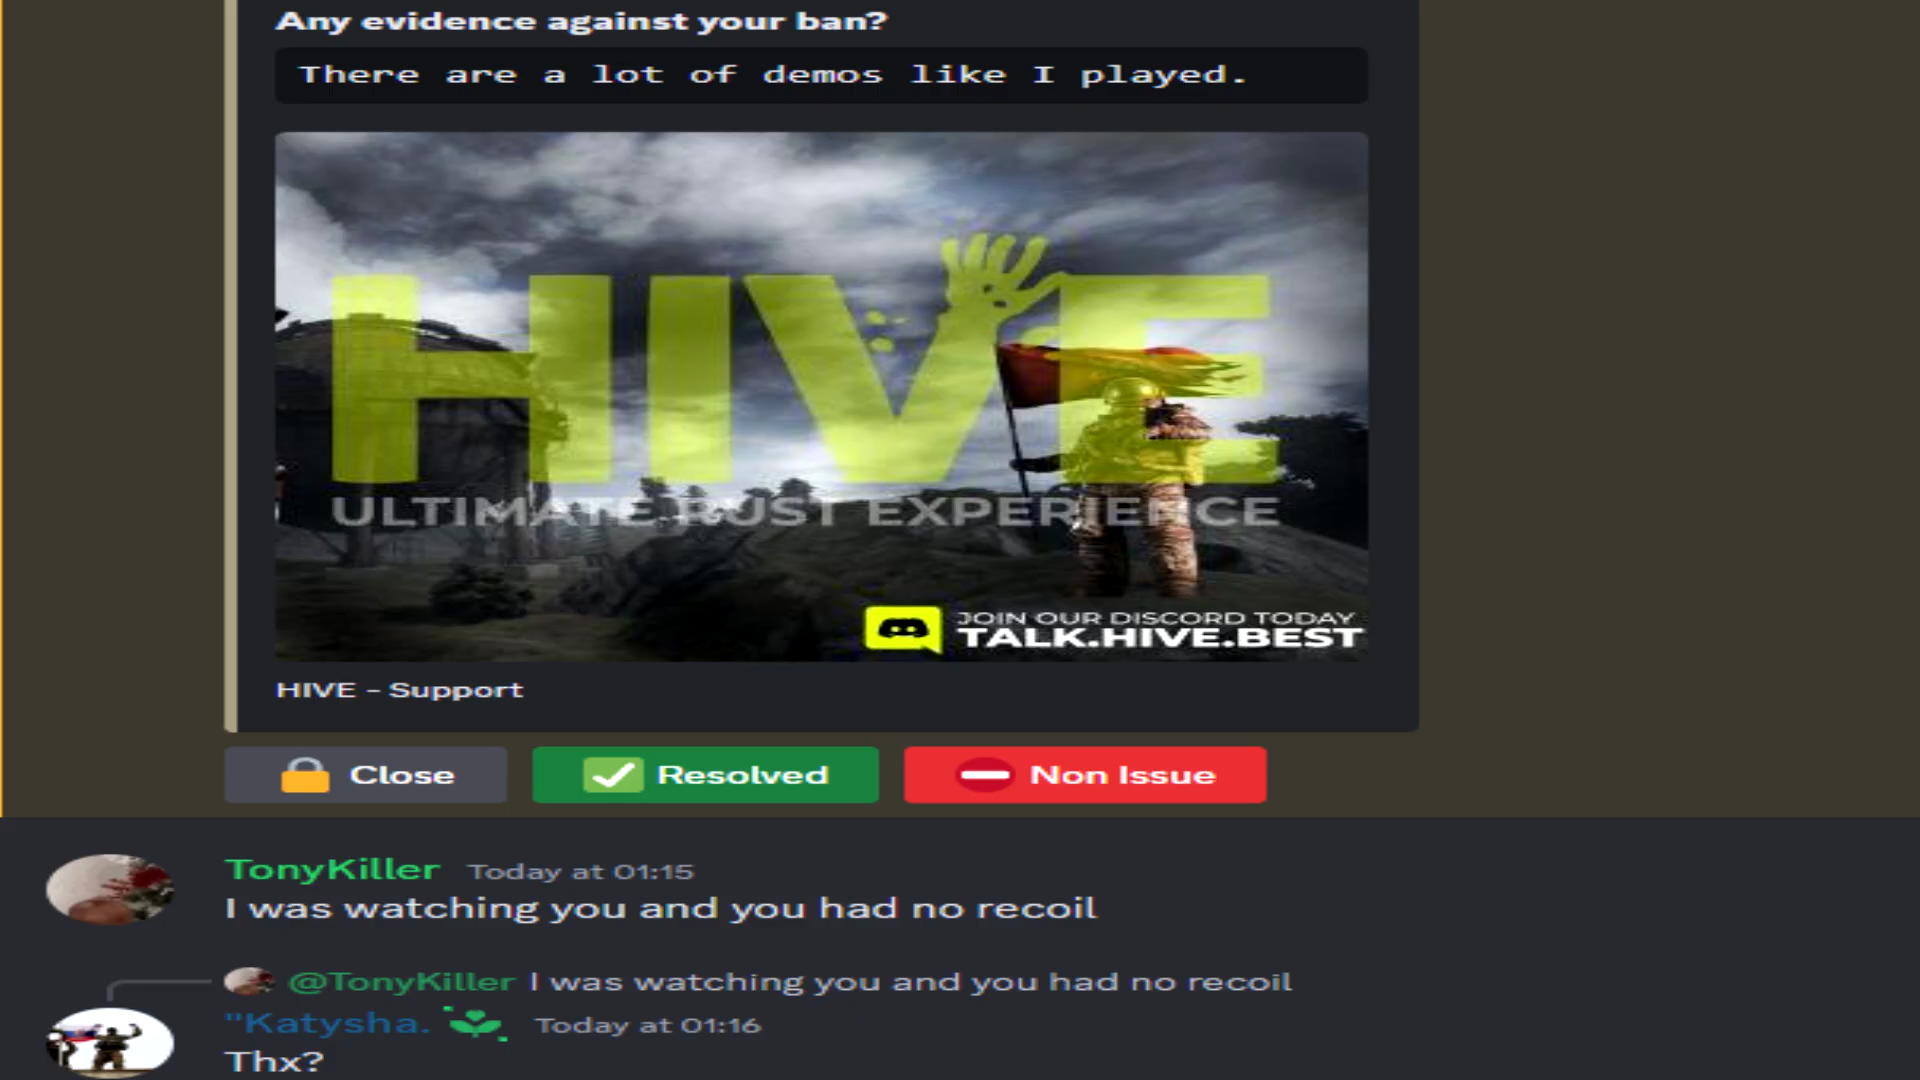 Any evidence against your ban?
There are a lot of demos like I played.
HIVE
ULTIMATE RUST EXPERIENCE
JOIN OUR DISCORD TODAY
TALK.HIVE.BEST
HIVE - Support
Close
Resolved
Non Issue
TonyKiller Today at 01:15
I was watching you and you had no recoil
@TonyKiller I was watching you and you had no recoil
"Katysha. Today at 01:16
Thx?